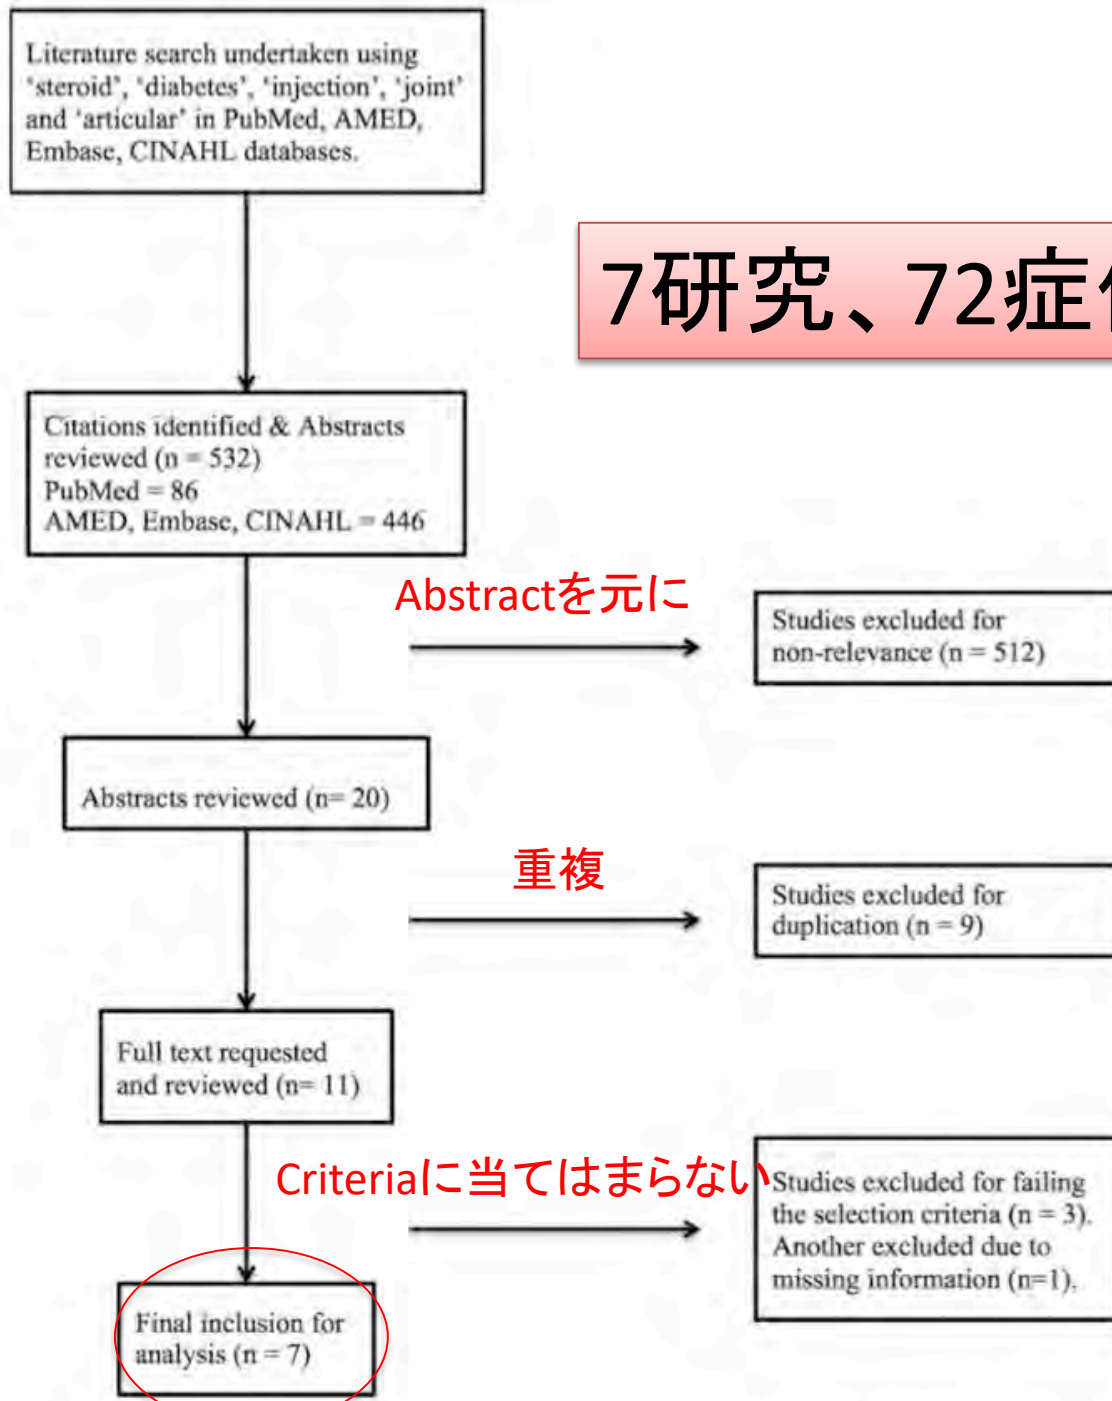 Literature search undertaken using
'steroid', 'diabetes', 'injection', 'joint'
and 'articular' in PubMed, AMED,
Embase, CINAHL databases.
7研究、72症
Citations identified & Abstracts
reviewed (n = 532)
PubMed = 86
AMED, Embase, CINAHL = 446
Abstractを元に
Studies excluded for
non-relevance (n = 512)
Abstracts reviewed (n= 20)
重複
Studies excluded for
duplication (n = 9)
Full text requested
and reviewed (n= 11)
Criteriaに当てはまらない
Studies excluded for failing
the selection criteria (n = 3).
Another excluded due to
missing information (n=1).
Final inclusion for
analysis (n = 7)